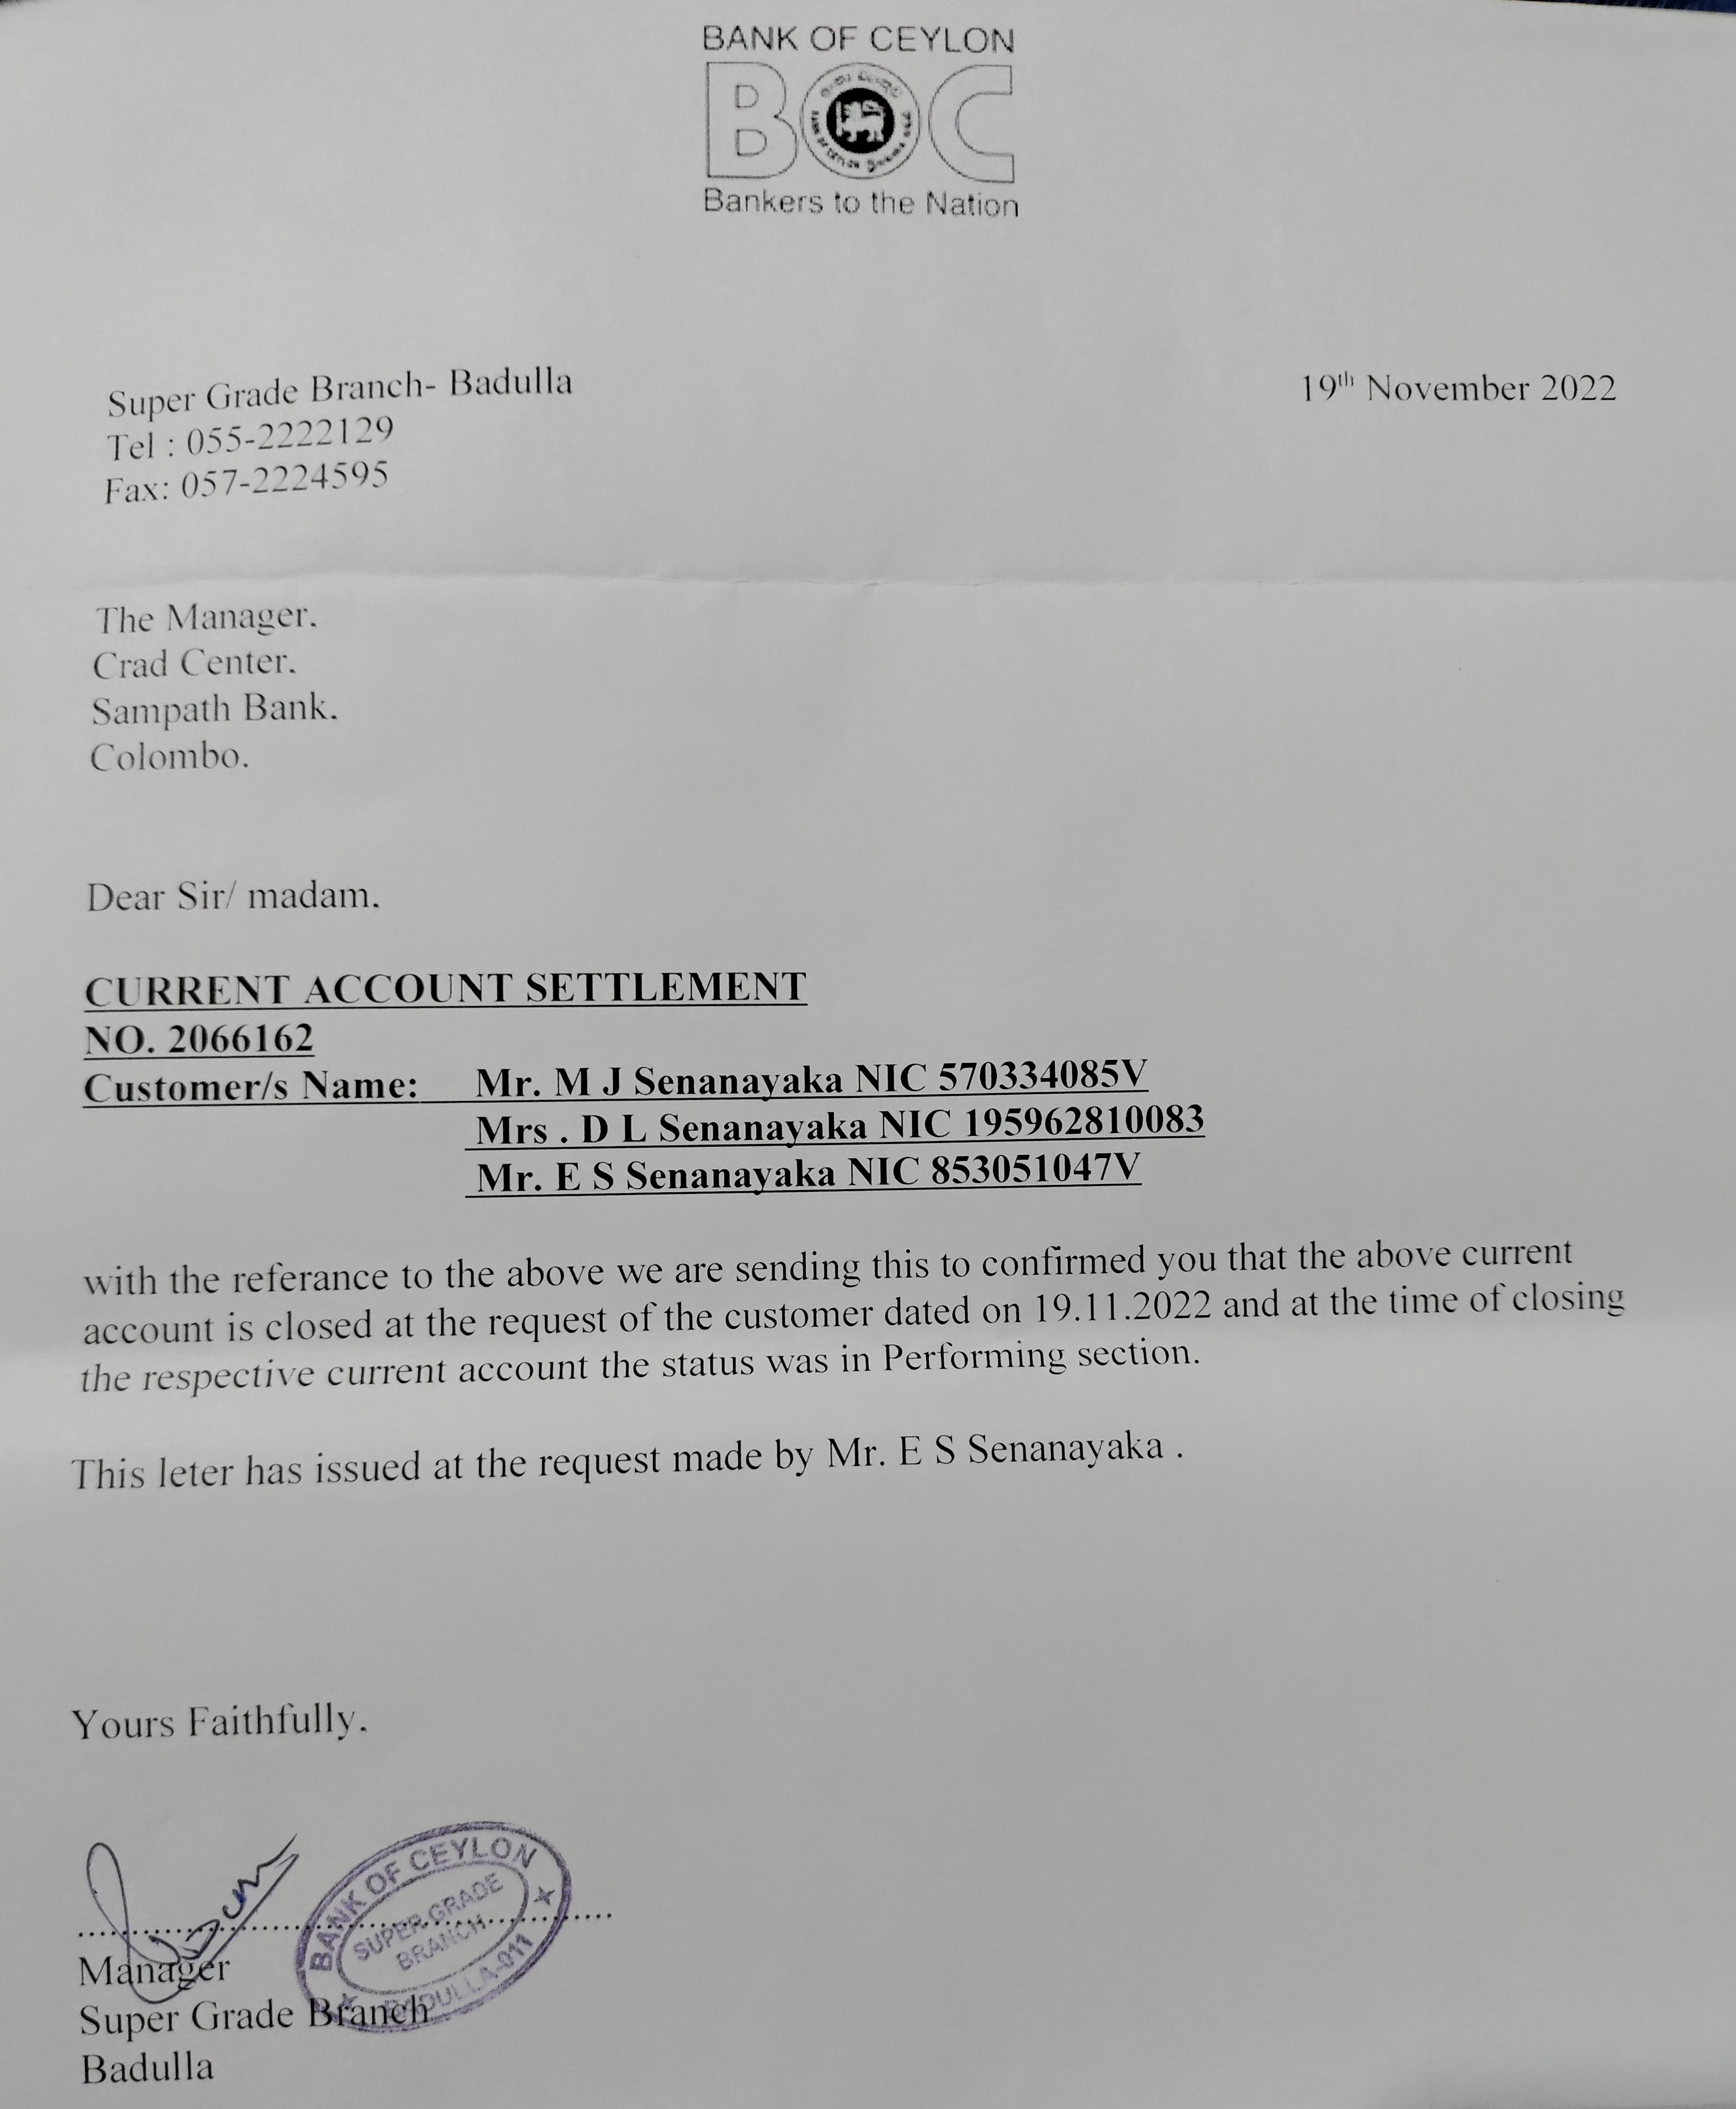 BANK OF CEYLON
BOC
Bankers to the Nation
Super Grade Branch- Badulla
19th November 2022
Tel : 055-2222129
Fax: 057-2224595
The Manager.
Crad Center.
Sampath Bank.
Colombo.
Dear Sir/ madam.
CURRENT ACCOUNT SETTLEMENT
NO. 2066162
Customer/s Name: Mr. M J Senanayaka NIC 570334085V
Mrs . D L Senanayaka NIC 195962810083
Mr. E S Senanayaka NIC 853051047V
with the referance to the above we are sending this to confirmed you that the above current
account is closed at the request of the customer dated on 19.11.2022 and at the time of closing
the respective current account the status was in Performing section.
This leter has issued at the request made by Mr. E S Senanayaka .
Yours Faithfully.
BANK OF CEYLON
SUPER GRADE
BRANCH
BADULLA-011
Manager
Super Grade Branch
Badulla